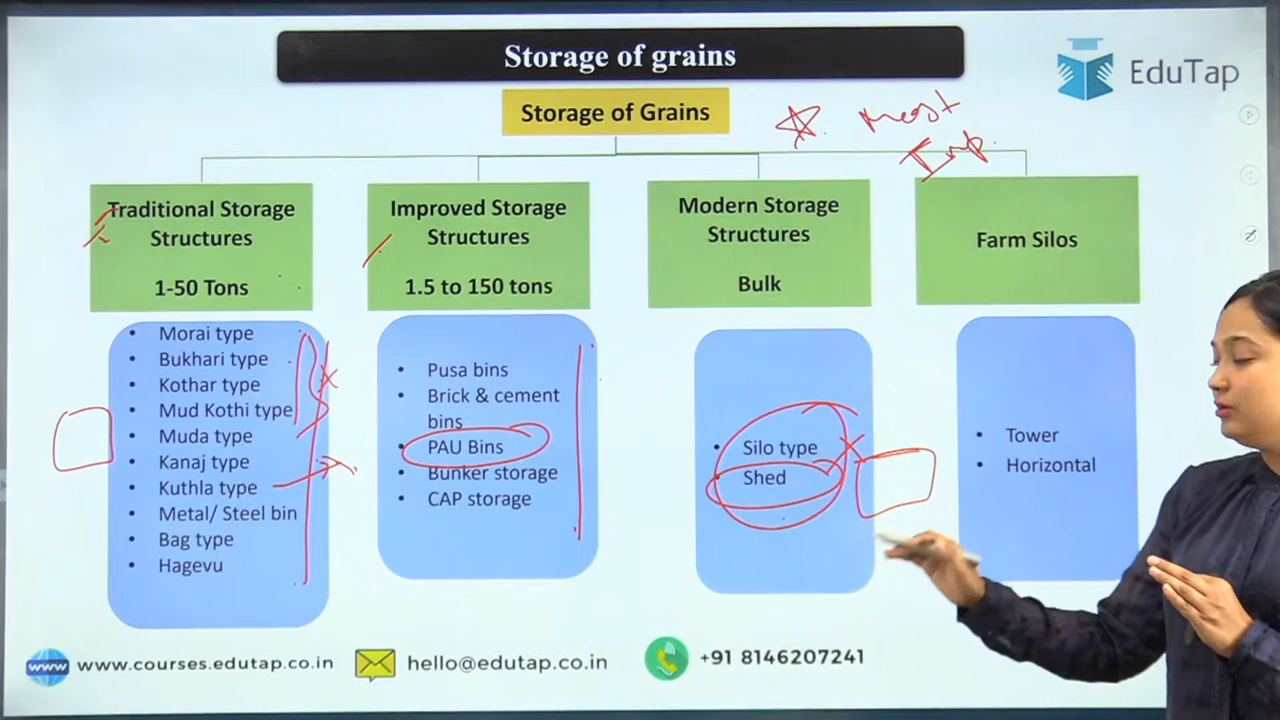 Storage of grains
EduTap
Storage of Grains
Most
Imp.
Traditional Storage
Structures
1-50 Tons
Morai type
Bukhari type
Kothar type
Mud Kothi type
Muda type
Kanaj type
Kuthla type
Metal/ Steel bin
Bag type
Hagevu
Improved Storage
Structures
1.5 to 150 tons
• Pusa bins
• Brick & cement
bins
• PAU Bins
• Bunker storage
• CAP storage
Modern Storage
Structures
Bulk
• Silo type
• Shed
Farm Silos
• Tower
• Horizontal
www www.courses.edutap.co.in
hello@edutap.co.in
+91 8146207241